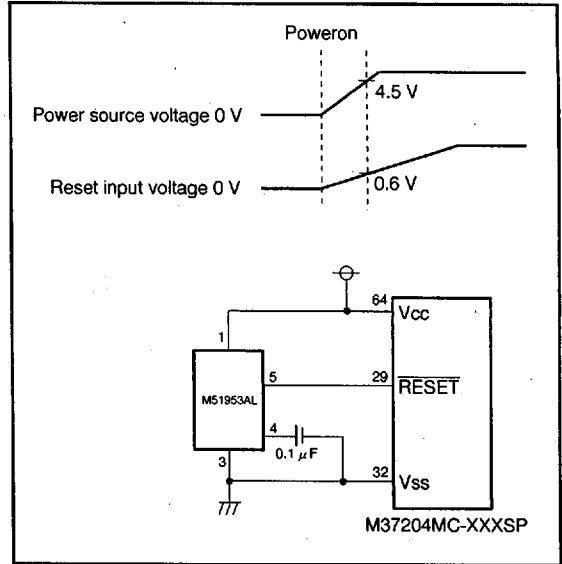 Poweron
4.5 V
Power source voltage 0 V
Reset input voltage 0 V
0.6 V
64
Vcc
1
5
29
RESET
M51953AL
4
0.1 μF
3
32
Vss
M37204MC-XXXSP